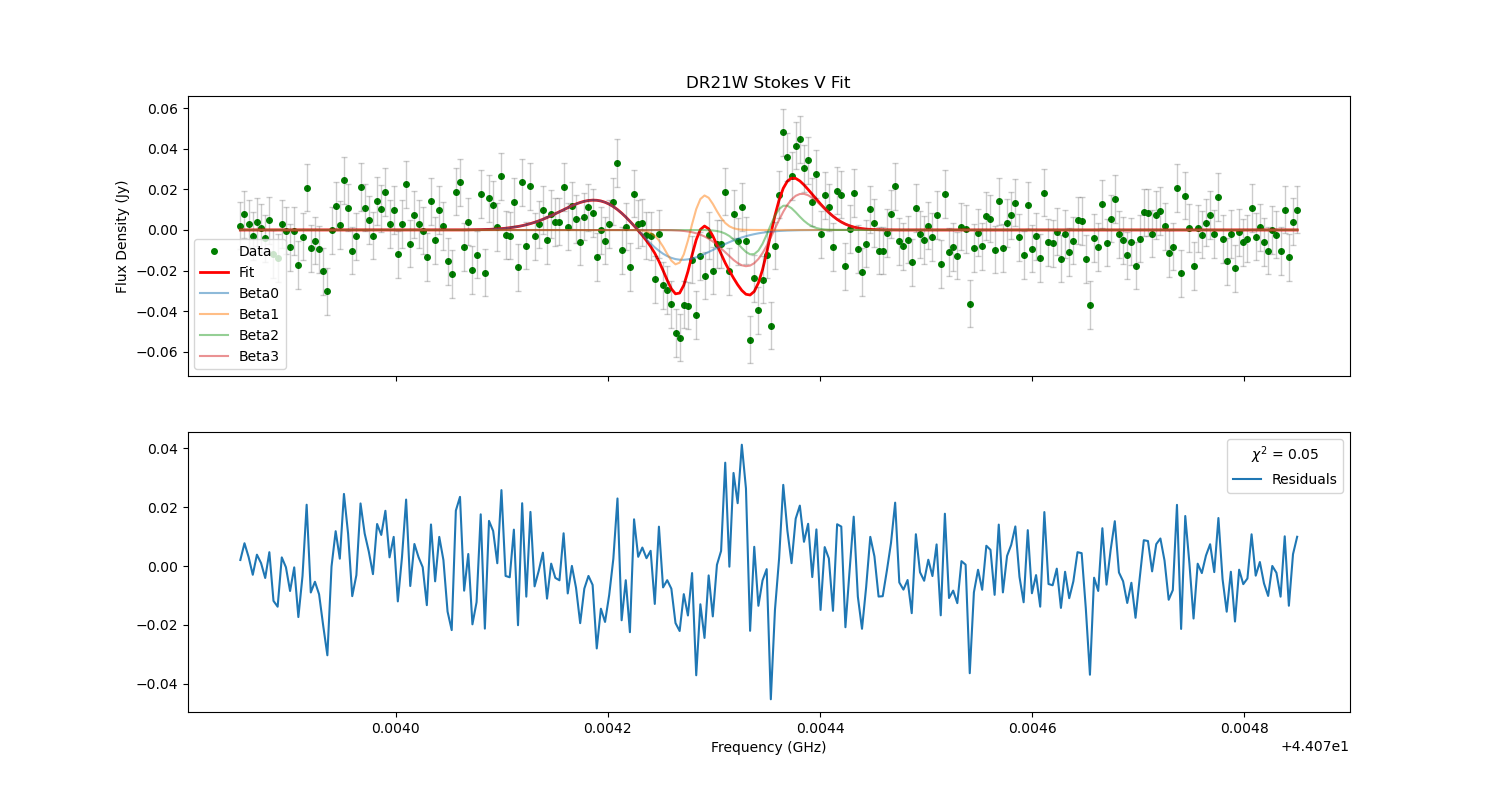 DR21W Stokes V Fit
Flux Density (Jy)
0.06
0.04
0.02
0.00
−0.02
−0.04
−0.06
Data
Fit
Beta0
Beta1
Beta2
Beta3
0.04
0.02
0.00
−0.02
−0.04
χ² = 0.05
Residuals
0.0040 0.0042 0.0044 0.0046 0.0048
Frequency (GHz)
+4.407e1